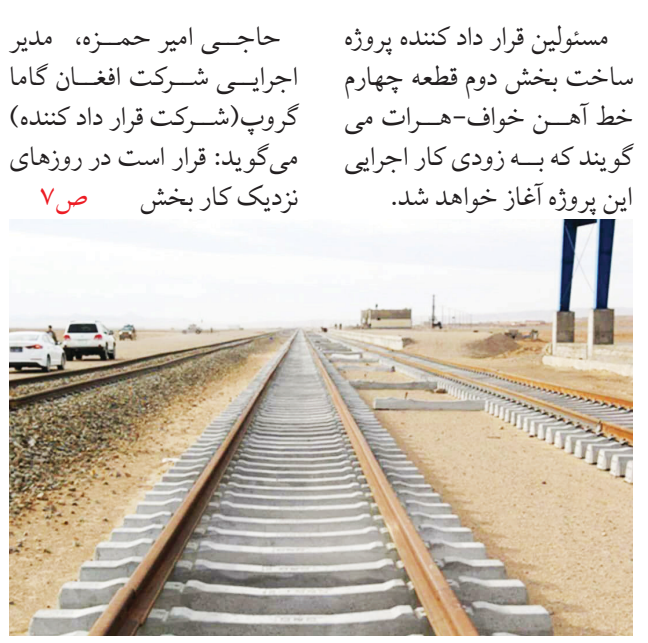 مسئولین قرار داد کننده پروژه
ساخت بخش دوم قطعه چهارم
خط آهن خواف-هرات می
گویند که به زودی کار اجرایی
این پروژه آغاز خواهد شد.
حاجی امیر حمزه، مدیر
اجرایی شرکت افغان گاما
گروپ(شرکت قرار داد کننده)
می‌گوید: قرار است در روزهای
نزدیک کار بخش ص۷